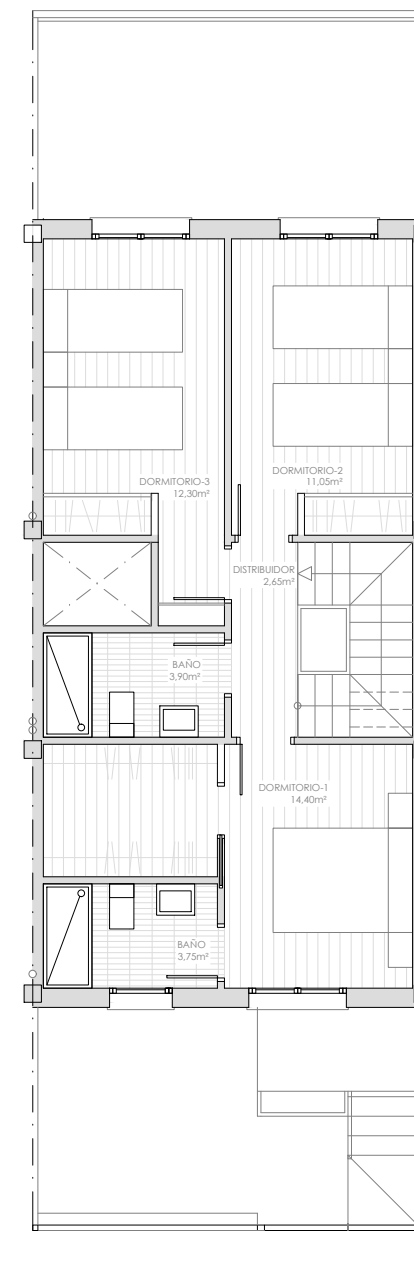 DORMITORIO-3
12,30m²
DORMITORIO-2
11,05m²
DISTRIBUIDOR
2,65m²
BAÑO
3,90m²
DORMITORIO-1
14,40m²
BAÑO
3,75m²